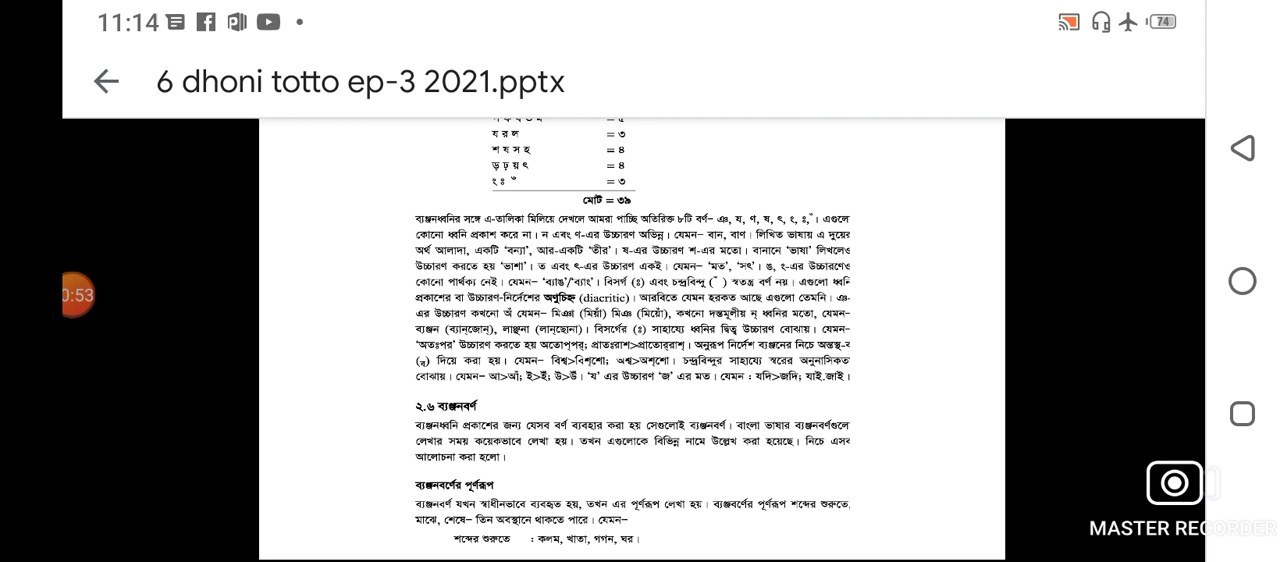 11:14
74
6 dhoni totto ep-3 2021.pptx
য র ল = ৩
শ ষ স হ = ৪
ড় ঢ় য় ৎ = ৪
ং ঃ ঁ = ৩
মোট = ৩৯
ব্যঞ্জনধ্বনির সঙ্গে এ-তালিকা মিলিয়ে দেখলে আমরা পাচ্ছি অতিরিক্ত ৮টি বর্ণ– ঞ, য, ণ, ষ, ৎ, ং, ঃ, ঁ। এগুলো
কোনো ধ্বনি প্রকাশ করে না। ন এবং ণ-এর উচ্চারণ অভিন্ন। যেমন– বান, বাণ। লিখিত ভাষায় এ দুয়ের
অর্থ আলাদা, একটি ‘বন্যা’, আর-একটি ‘তীর’। ষ-এর উচ্চারণ শ-এর মতো। বানানে ‘ভাষা’ লিখলেও
উচ্চারণ করতে হয় ‘ভাশা’। ত এবং ৎ-এর উচ্চারণ একই। যেমন– ‘মত’, ‘সৎ’। ঙ, ং-এর উচ্চারণেও
কোনো পার্থক্য নেই। যেমন– ‘ব্যাঙ’/‘ব্যাং’। বিসর্গ (ঃ) এবং চন্দ্রবিন্দু ( ঁ ) স্বতন্ত্র বর্ণ নয়। এগুলো ধ্বনি
প্রকাশের বা উচ্চারণ-নির্দেশের অণুচিহ্ন (diacritic)। আরবিতে যেমন হরকত আছে এগুলো তেমনি। ঞ-
এর উচ্চারণ কখনো অঁ যেমন– মিঞা (মিয়াঁ) মিঞ (মিয়োঁ), কখনো দন্তমূলীয় ন্ ধ্বনির মতো, যেমন–
ব্যঞ্জন (ব্যান্‌জোন্), লাঞ্ছনা (লান্‌ছোনা)। বিসর্গের (ঃ) সাহায্যে ধ্বনির দ্বিত্ব উচ্চারণ বোঝায়। যেমন–
‘অতঃপর’ উচ্চারণ করতে হয় অতোপ্‌পর্; প্রাতঃরাশ>প্রাতোর্‌রাশ্। অনুরূপ নির্দেশ ব্যঞ্জনের নিচে অন্তস্থ-ব
দিয়ে করা হয়। যেমন– বিশ্ব>বিশ্‌শো; অশ্ব>অশ্‌শো। চন্দ্রবিন্দুর সাহায্যে স্বরের অনুনাসিকত
বোঝায়। যেমন– আ>আঁ; ই>ইঁ; উ>উঁ। ‘য’ এর উচ্চারণ ‘জ’ এর মত। যেমন : যদি>জদি; যাই.জাই।
২.৬ ব্যঞ্জনবর্ণ
ব্যঞ্জনধ্বনি প্রকাশের জন্য যেসব বর্ণ ব্যবহার করা হয় সেগুলোই ব্যঞ্জনবর্ণ। বাংলা ভাষার ব্যঞ্জনবর্ণগুলো
লেখার সময় কয়েকভাবে লেখা হয়। তখন এগুলোকে বিভিন্ন নামে উল্লেখ করা হয়েছে। নিচে এসব
আলোচনা করা হলো।
ব্যঞ্জনবর্ণের পূর্ণরূপ
ব্যঞ্জনবর্ণ যখন স্বাধীনভাবে ব্যবহৃত হয়, তখন এর পূর্ণরূপ লেখা হয়। ব্যঞ্জবর্ণের পূর্ণরূপ শব্দের শুরুতে,
মাঝে, শেষে– তিন অবস্থানে থাকতে পারে। যেমন–
শব্দের শুরুতে : কলম, খাতা, গগন, ঘর।
0:53
MASTER RECORDER